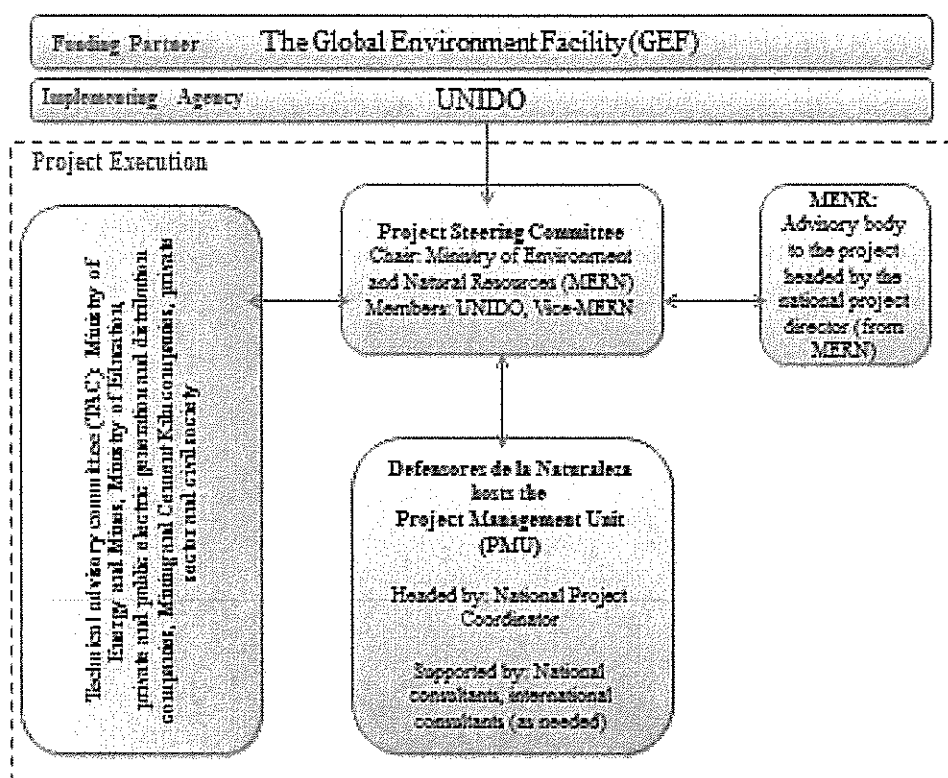 Funding Partner The Global Environment Facility (GEF)
Implementing Agency UNIDO
Project Execution
Technical advisory committee (TAC): Ministry of
Energy and Mines, Ministry of Education,
private and public electric generation and distribution
companies, Mining and Cement Kiln companies, private
sector and civil society
Project Steering Committee
Chair: Ministry of Environment
and Natural Resources (MERN)
Members: UNIDO, Vice-MERN
MENR:
Advisory body
to the project
headed by the
national project
director (from
MERN)
Defensores de la Naturaleza
hosts the
Project Management Unit
(PMU)
Headed by: National Project
Coordinator
Supported by: National
consultants, international
consultants (as needed)